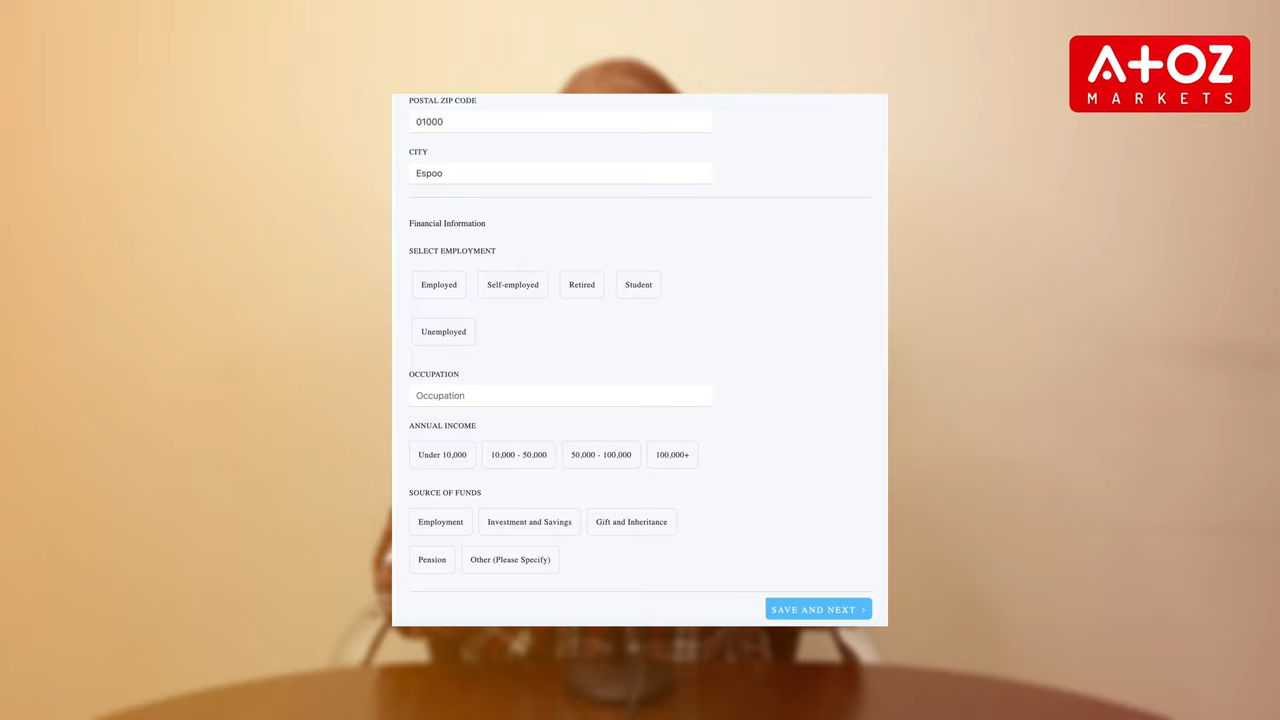 A+OZ
MARKETS
POSTAL ZIP CODE
01000
CITY
Espoo
Financial Information
SELECT EMPLOYMENT
Employed Self-employed Retired Student
Unemployed
OCCUPATION
Occupation
ANNUAL INCOME
Under 10,000 10,000 - 50,000 50,000 - 100,000 100,000+
SOURCE OF FUNDS
Employment Investment and Savings Gift and Inheritance
Pension Other (Please Specify)
SAVE AND NEXT >